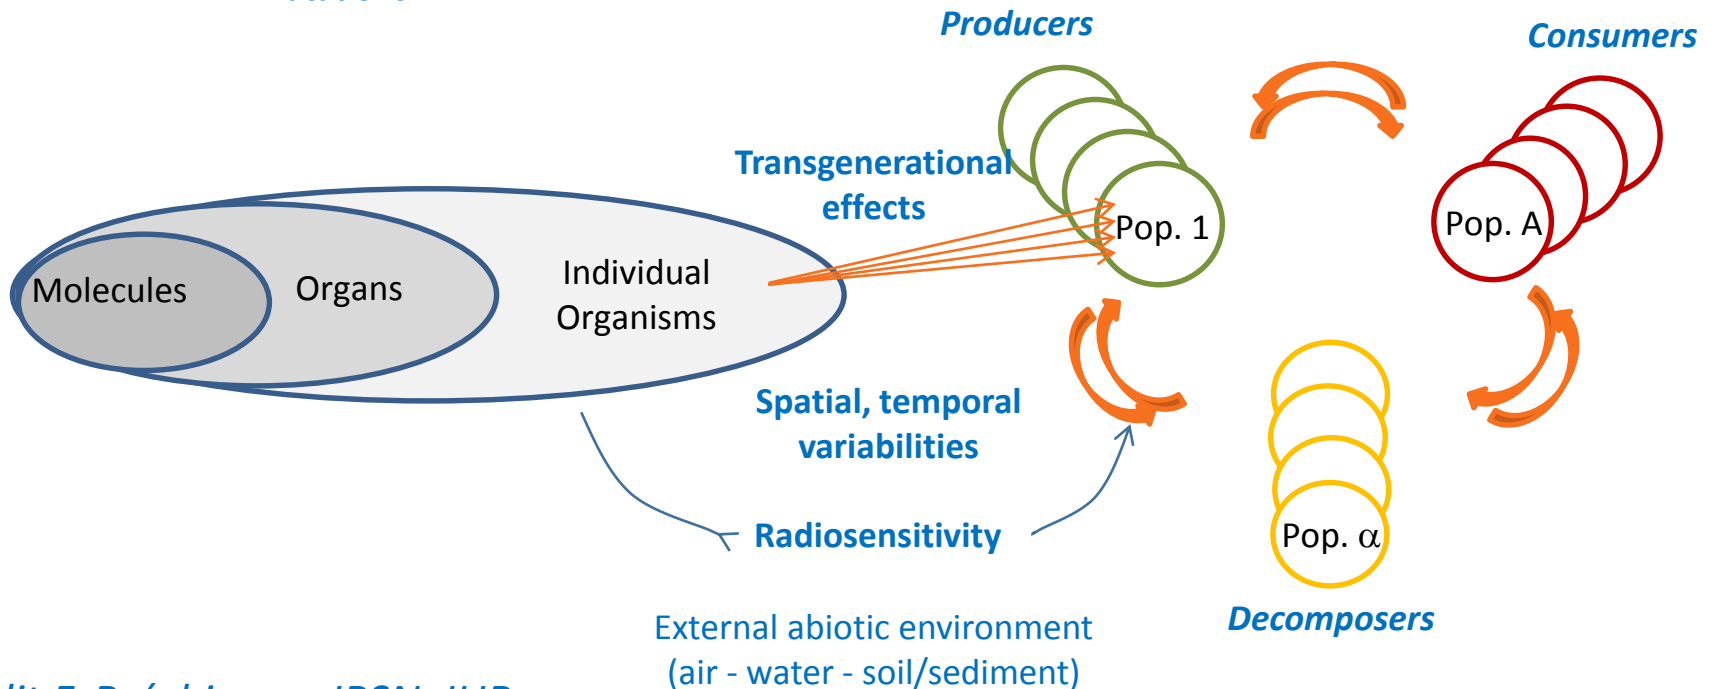 Producers
Consumers
Transgenerational
effects
Pop. 1
Pop. A
Molecules
Organs
Individual
Organisms
Spatial, temporal
variabilities
Radiosensitivity
Pop. α
Decomposers
External abiotic environment
(air - water - soil/sediment)